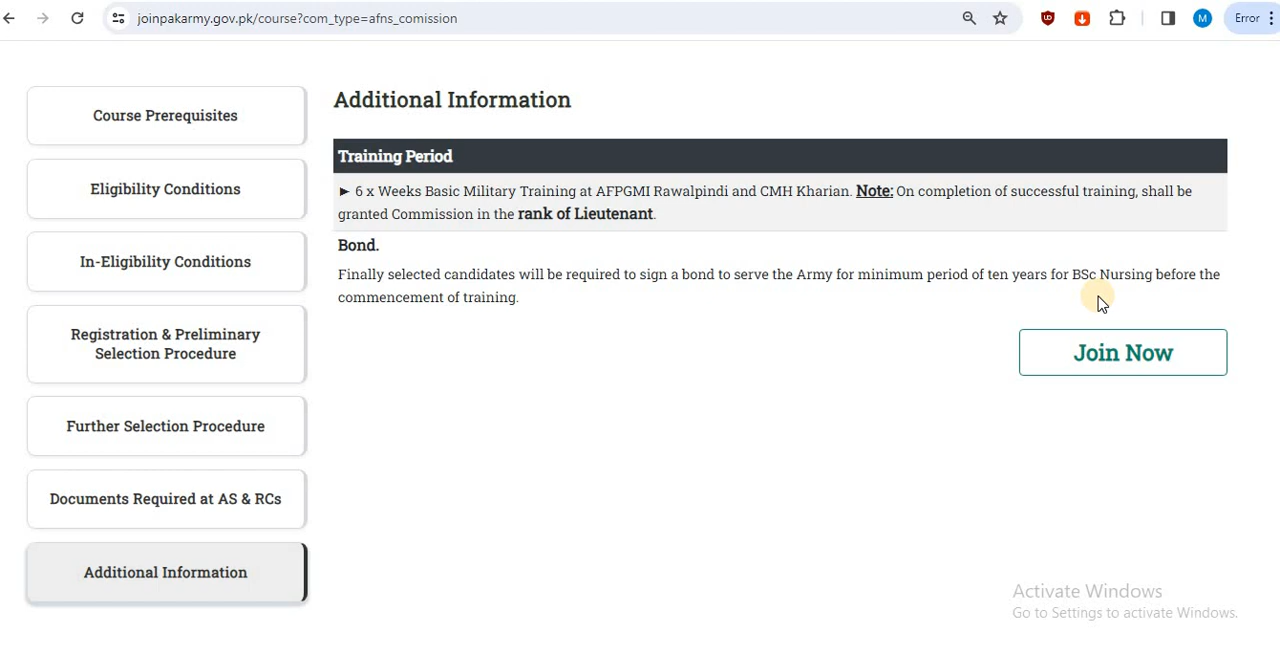 joinpakarmy.gov.pk/course?com_type=afns_comission
M
Error
Course Prerequisites
Eligibility Conditions
In-Eligibility Conditions
Registration & Preliminary
Selection Procedure
Further Selection Procedure
Documents Required at AS & RCs
Additional Information
Additional Information
Training Period
► 6 x Weeks Basic Military Training at AFPGMI Rawalpindi and CMH Kharian. Note: On completion of successful training, shall be
granted Commission in the rank of Lieutenant.
Bond.
Finally selected candidates will be required to sign a bond to serve the Army for minimum period of ten years for BSc Nursing before the
commencement of training.
Join Now
Activate Windows
Go to Settings to activate Windows.